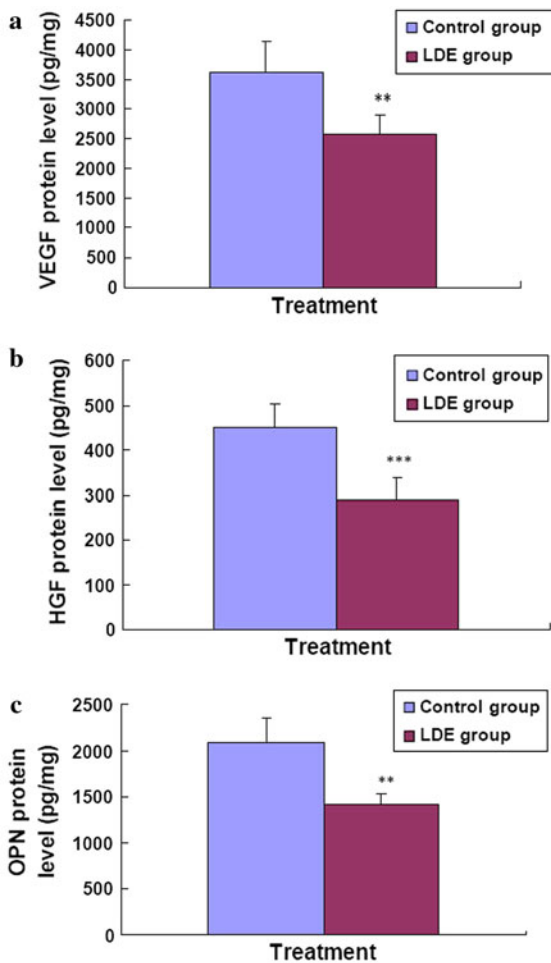 a
4500
4000
3500
3000
2500
2000
1500
1000
500
0
VEGF protein level (pg/mg)
Control group
LDE group
**
Treatment
b
600
500
400
300
200
100
0
HGF protein level (pg/mg)
Control group
LDE group
***
Treatment
c
2500
2000
1500
1000
500
0
OPN protein
level (pg/mg)
Control group
LDE group
**
Treatment